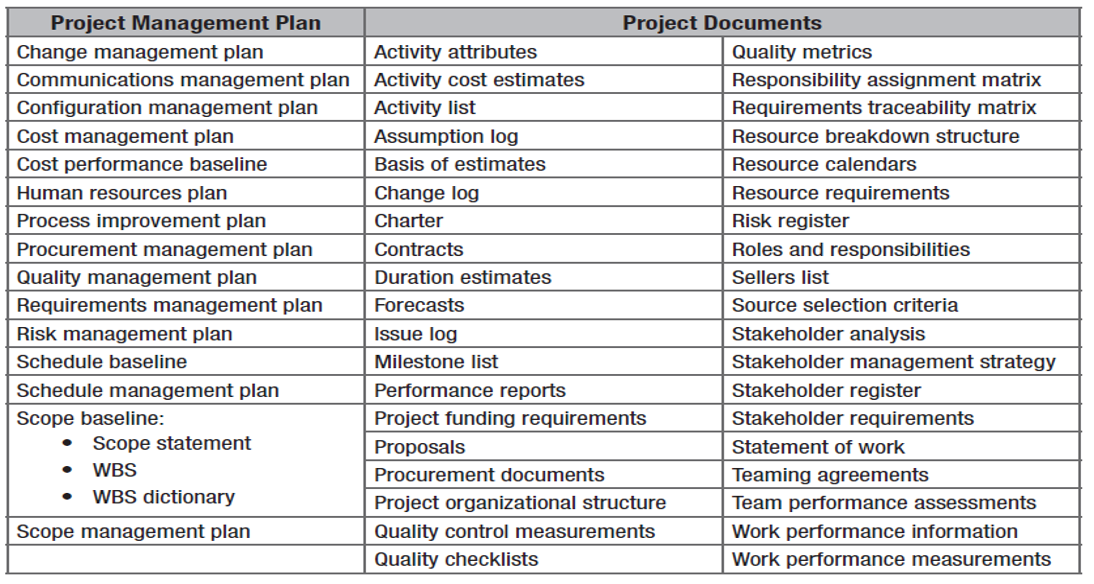 Project Management Plan Project Documents
Change management plan Activity attributes Quality metrics
Communications management plan Activity cost estimates Responsibility assignment matrix
Configuration management plan Activity list Requirements traceability matrix
Cost management plan Assumption log Resource breakdown structure
Cost performance baseline Basis of estimates Resource calendars
Human resources plan Change log Resource requirements
Process improvement plan Charter Risk register
Procurement management plan Contracts Roles and responsibilities
Quality management plan Duration estimates Sellers list
Requirements management plan Forecasts Source selection criteria
Risk management plan Issue log Stakeholder analysis
Schedule baseline Milestone list Stakeholder management strategy
Schedule management plan Performance reports Stakeholder register
Scope baseline: Project funding requirements Stakeholder requirements
• Scope statement Proposals Statement of work
• WBS Procurement documents Teaming agreements
• WBS dictionary Project organizational structure Team performance assessments
Scope management plan Quality control measurements Work performance information
Quality checklists Work performance measurements